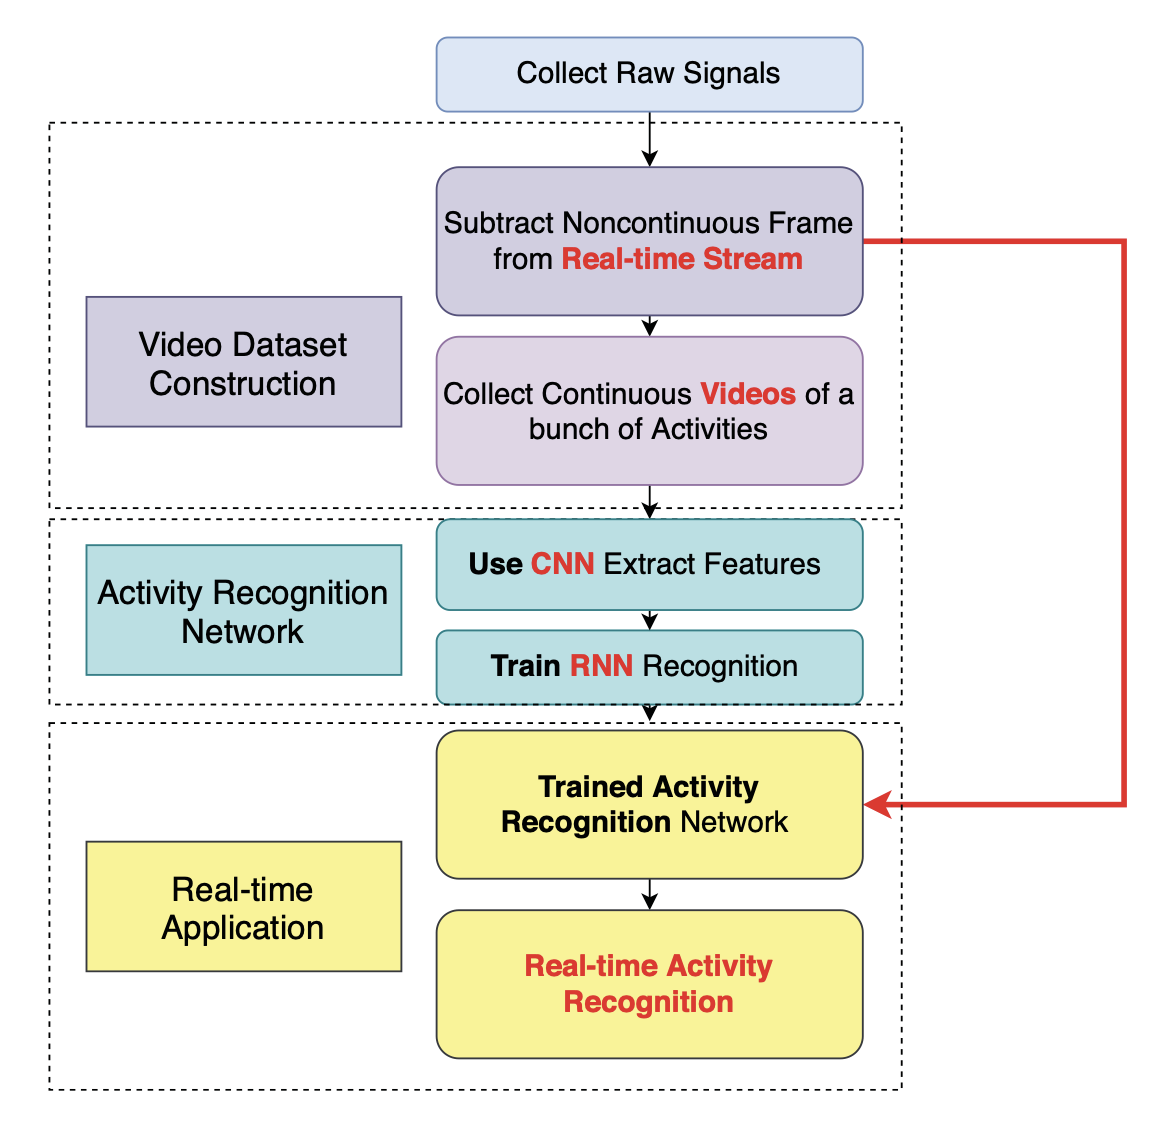 Collect Raw Signals
Subtract Noncontinuous Frame
from Real-time Stream
Video Dataset
Construction
Collect Continuous Videos of a
bunch of Activities
Use CNN Extract Features
Activity Recognition
Network
Train RNN Recognition
Trained Activity
Recognition Network
Real-time
Application
Real-time Activity
Recognition